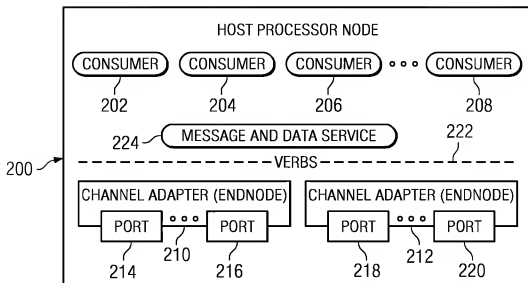 HOST PROCESSOR NODE
CONSUMER CONSUMER CONSUMER CONSUMER
202 204 206 208
224 MESSAGE AND DATA SERVICE 222
200 VERBS
CHANNEL ADAPTER (ENDNODE) CHANNEL ADAPTER (ENDNODE)
PORT PORT PORT PORT
214 210 216 218 212 220